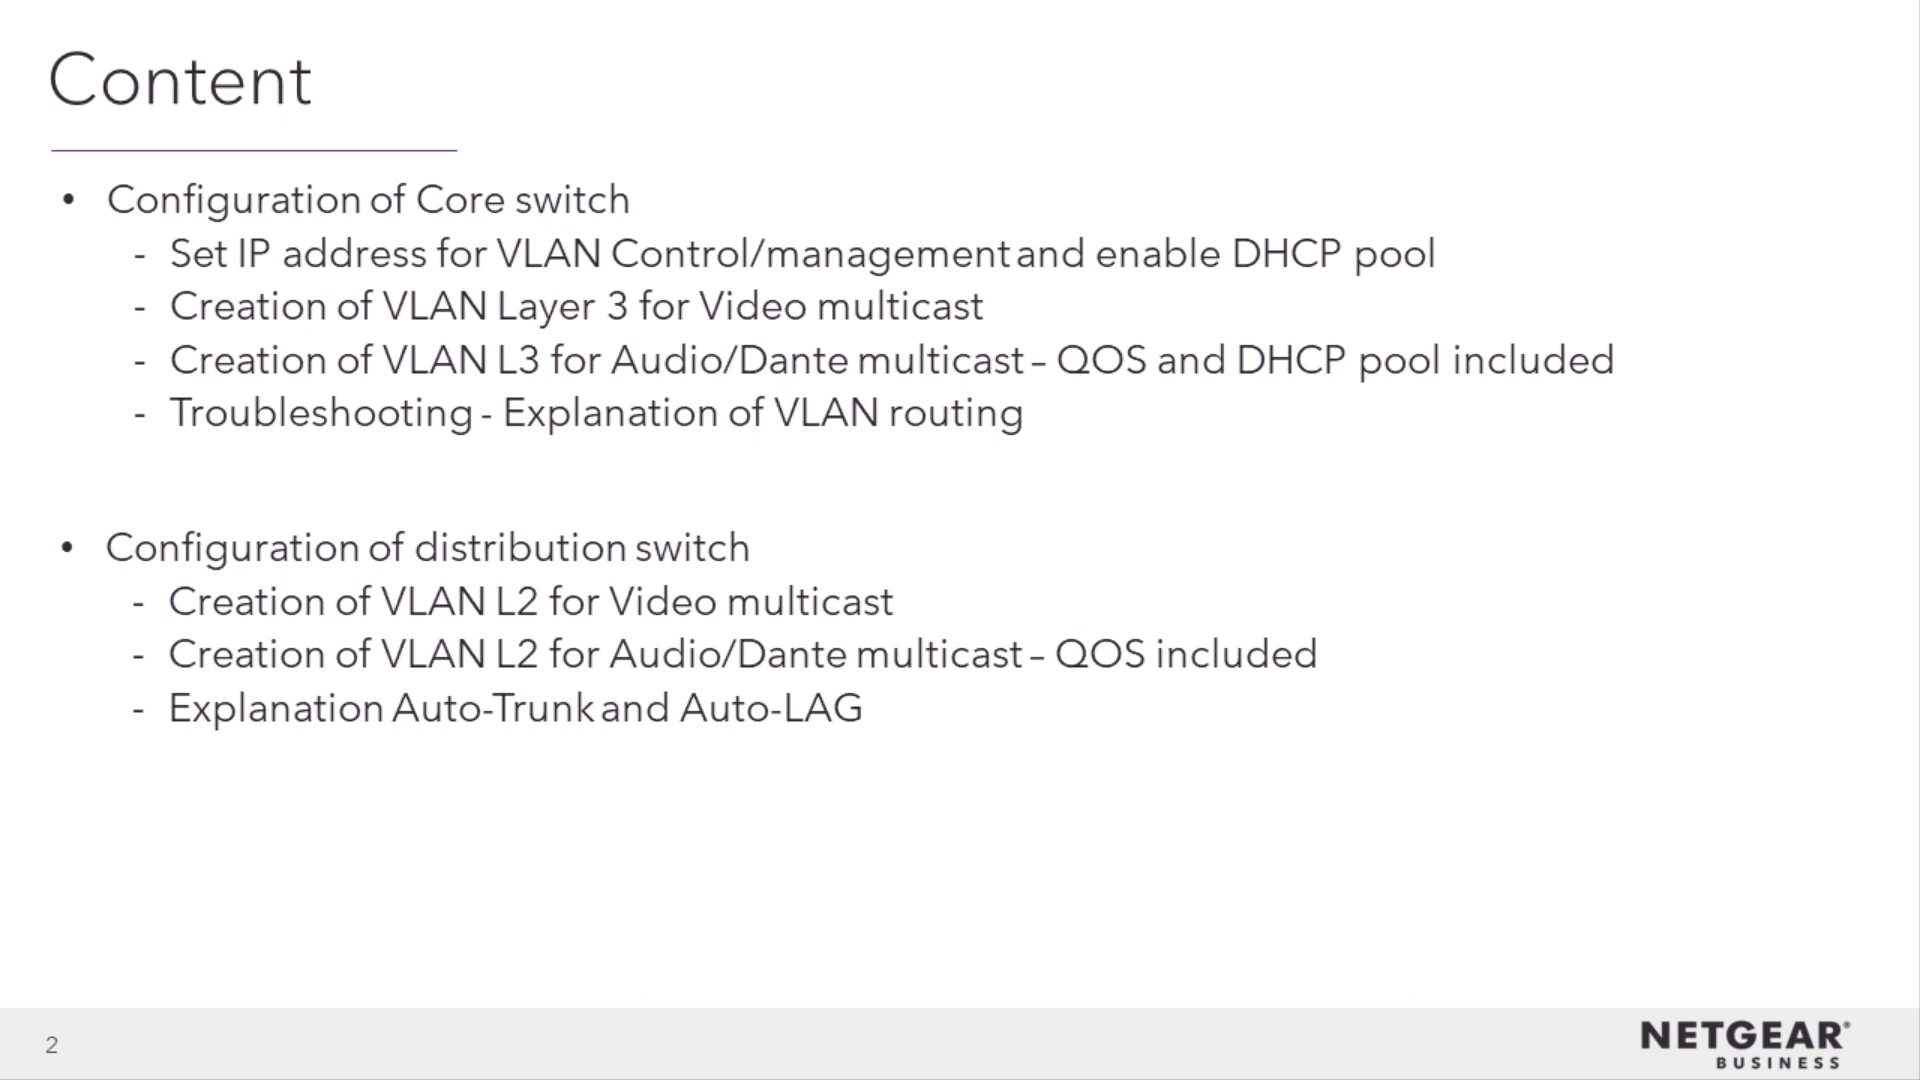 Content
• Configuration of Core switch
- Set IP address for VLAN Control/management and enable DHCP pool
- Creation of VLAN Layer 3 for Video multicast
- Creation of VLAN L3 for Audio/Dante multicast – QOS and DHCP pool included
- Troubleshooting - Explanation of VLAN routing
• Configuration of distribution switch
- Creation of VLAN L2 for Video multicast
- Creation of VLAN L2 for Audio/Dante multicast – QOS included
- Explanation Auto-Trunk and Auto-LAG
2
NETGEAR®
BUSINESS